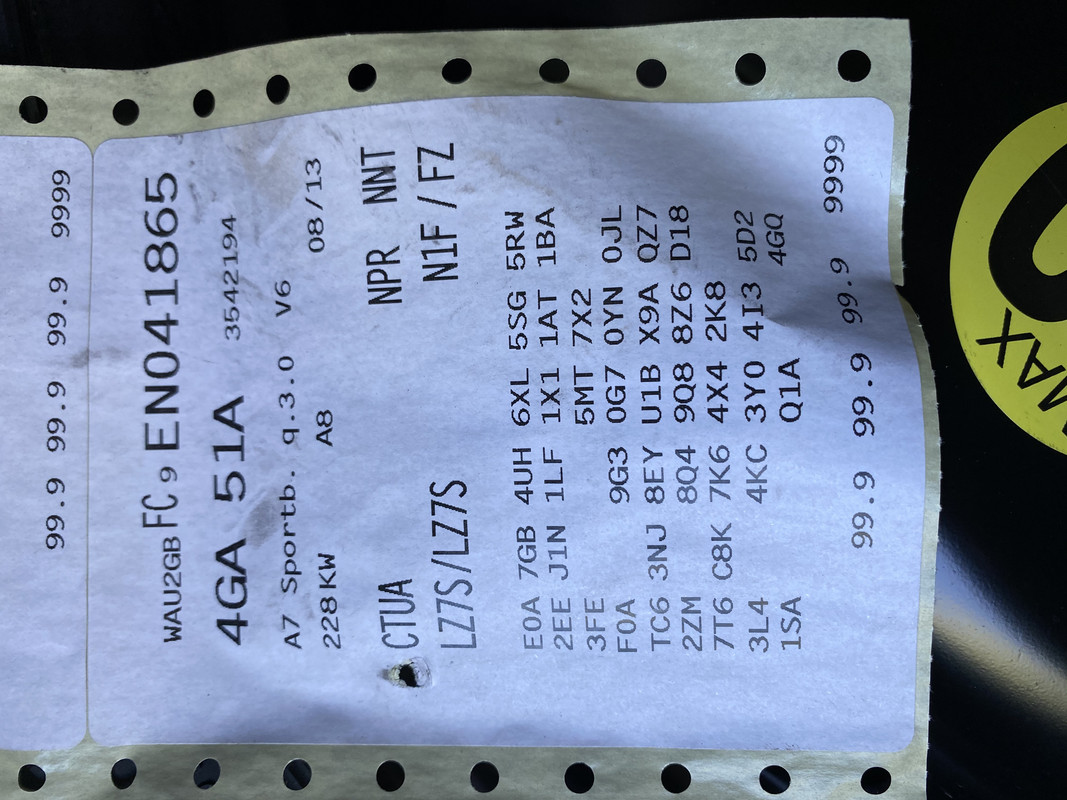 99.9 99.9 99.9 9999
WAU2GB FC 9 EN041865
4GA 51A 3542194
A7 Sportb. q.3.0 V6
228KW A8 08/13
CTUA NPR NNT
LZ7S/LZ7S N1F / FZ
E0A 7GB 4UH 6XL 5SG 5RW
2EE J1N 1LF 1X1 1AT 1BA
3FE 5MT 7X2
F0A 9G3 0G7 0YN 0JL
TC6 3NJ 8EY U1B X9A QZ7
2ZM 8Q4 9Q8 8Z6 D18
7T6 C8K 7K6 4X4 2K8
3L4 4KC 3Y0 4I3 5D2
1SA Q1A 4GQ
99.9 99.9 99.9 9999
MAX